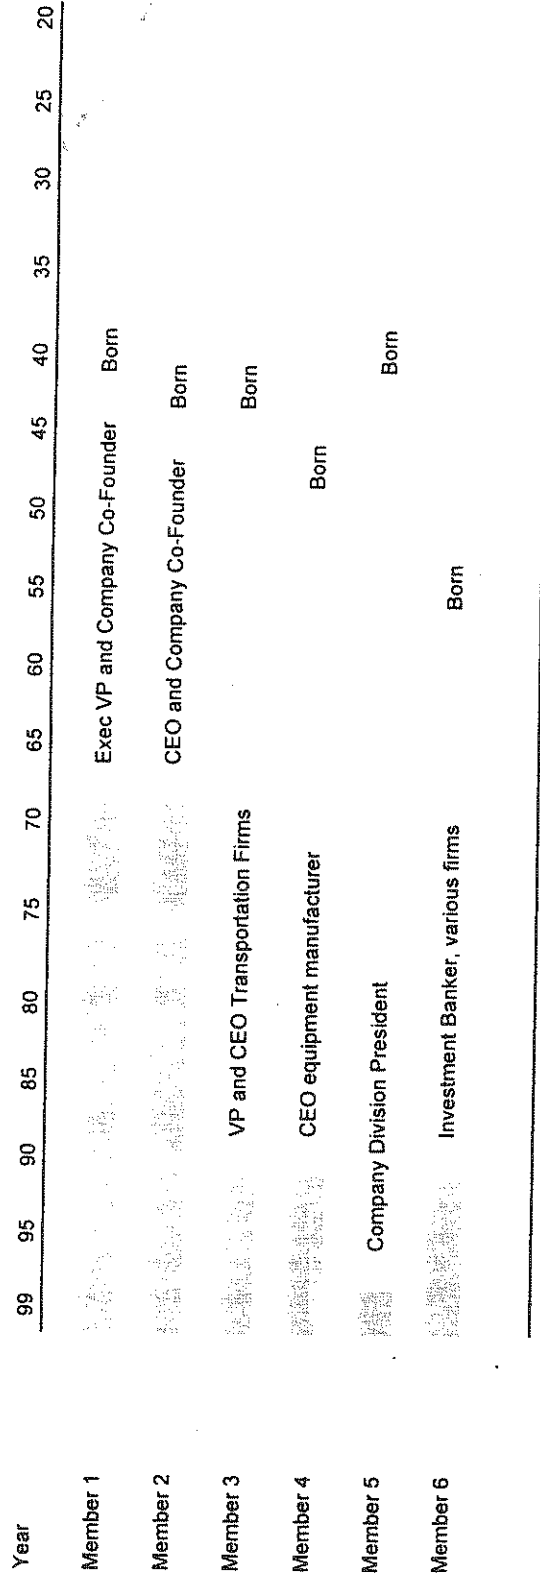 Year 99 95 90 85 80 75 70 65 60 55 50 45 40 35 30 25 20
Member 1 Exec VP and Company Co-Founder Born
Member 2 CEO and Company Co-Founder Born
Member 3 VP and CEO Transportation Firms Born
Member 4 CEO equipment manufacturer Born
Member 5 Company Division President Born
Member 6 Investment Banker, various firms Born